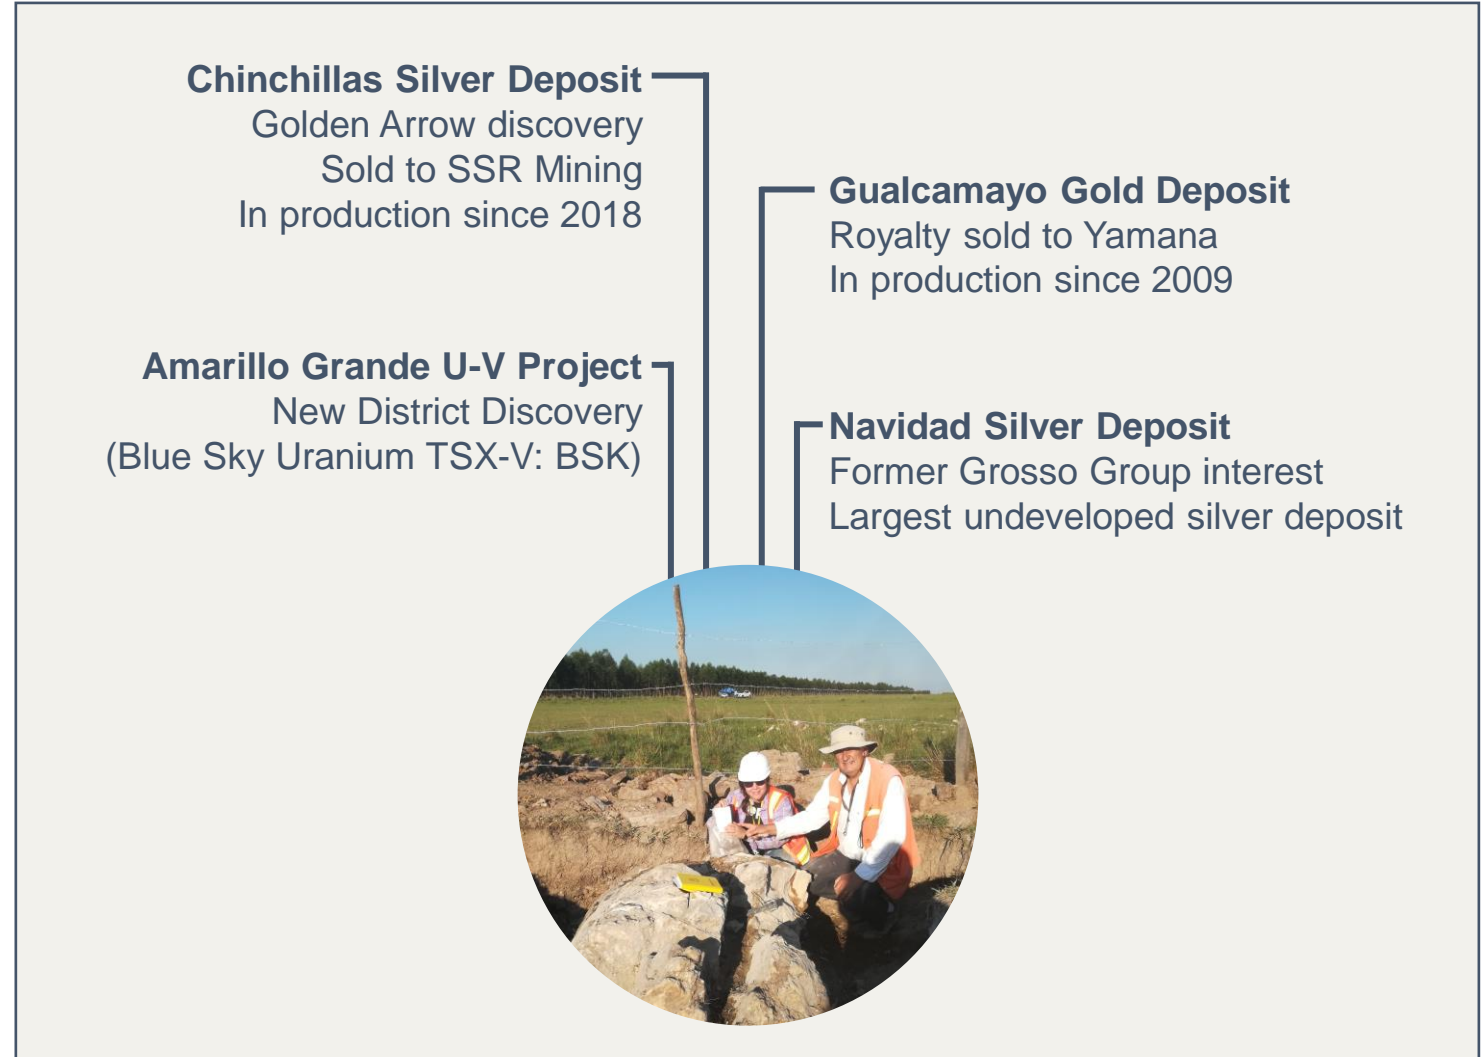 Chinchillas Silver Deposit
Golden Arrow discovery
Sold to SSR Mining
In production since 2018
Gualcamayo Gold Deposit
Royalty sold to Yamana
In production since 2009
Amarillo Grande U-V Project
New District Discovery
(Blue Sky Uranium TSX-V: BSK)
Navidad Silver Deposit
Former Grosso Group interest
Largest undeveloped silver deposit